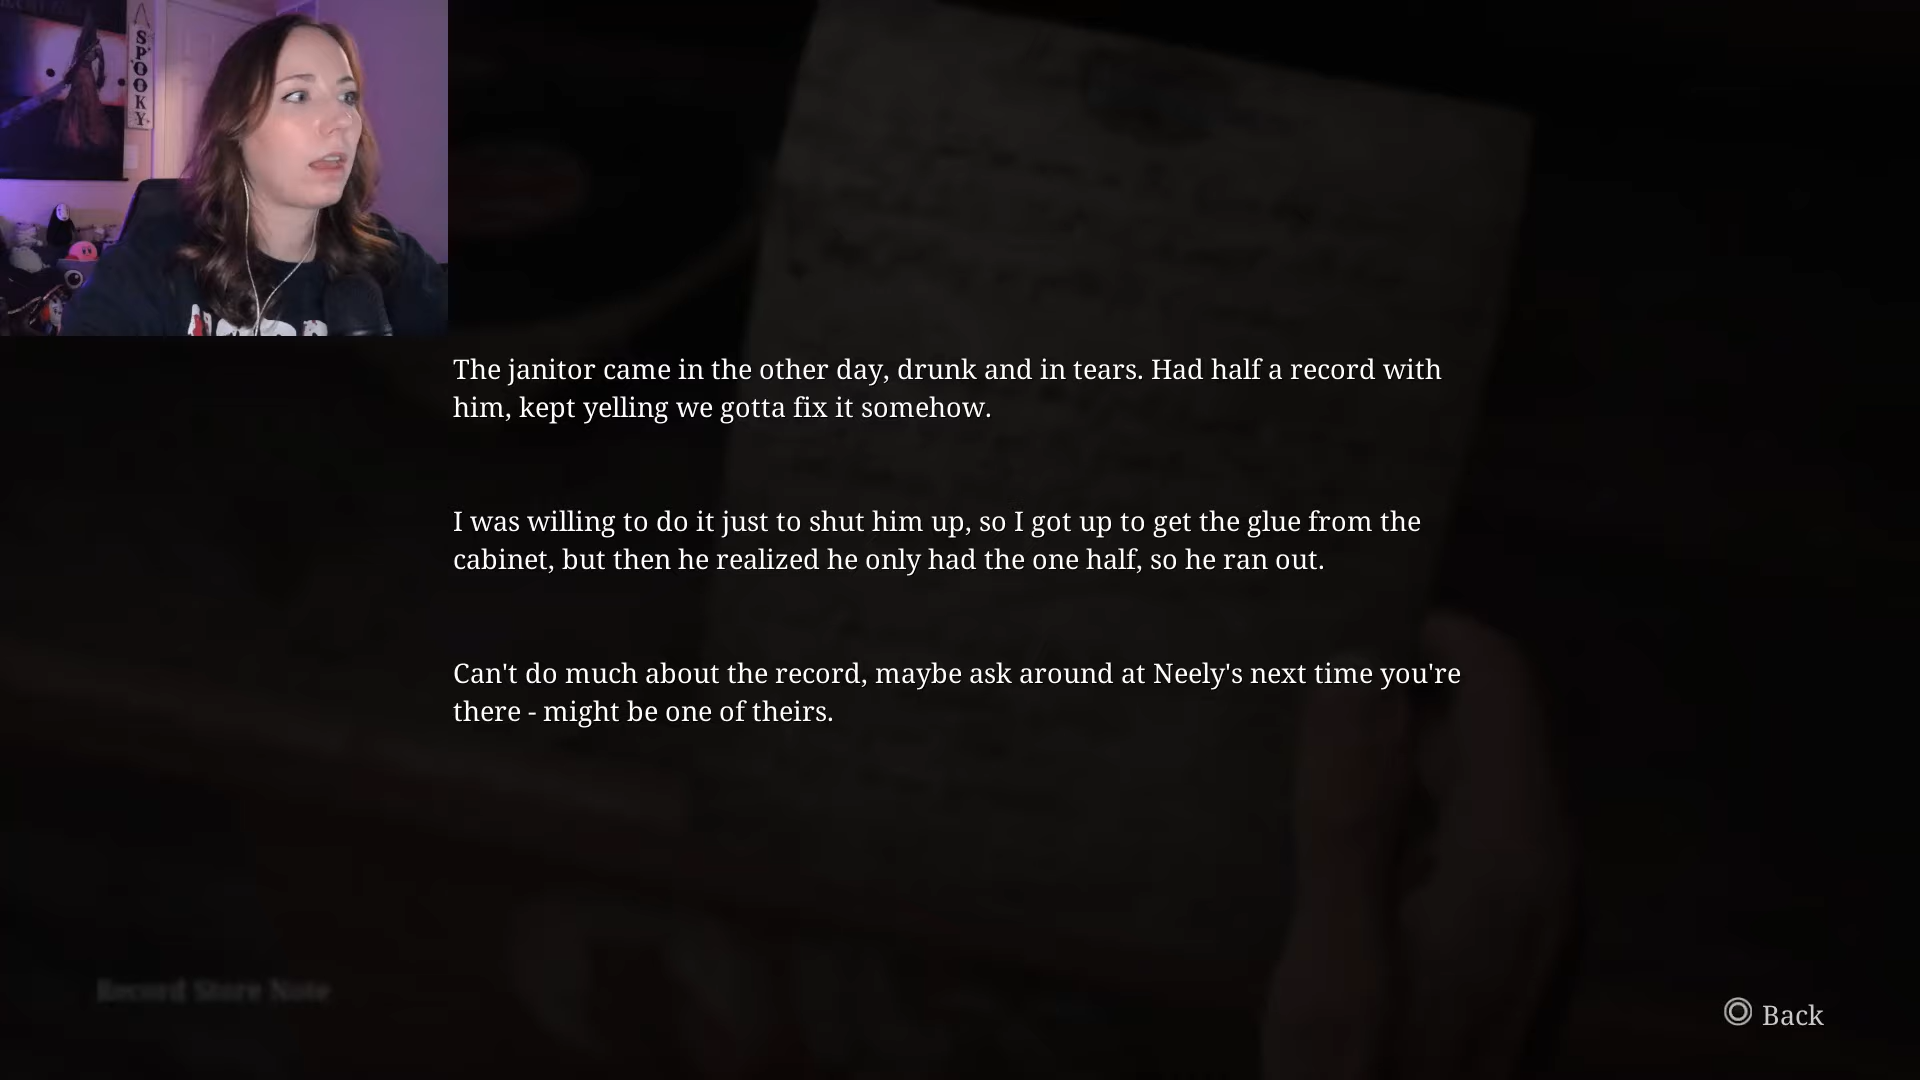 SPOOKY
The janitor came in the other day, drunk and in tears. Had half a record with
him, kept yelling we gotta fix it somehow.
I was willing to do it just to shut him up, so I got up to get the glue from the
cabinet, but then he realized he only had the one half, so he ran out.
Can't do much about the record, maybe ask around at Neely's next time you're
there - might be one of theirs.
Record Store Note
Back